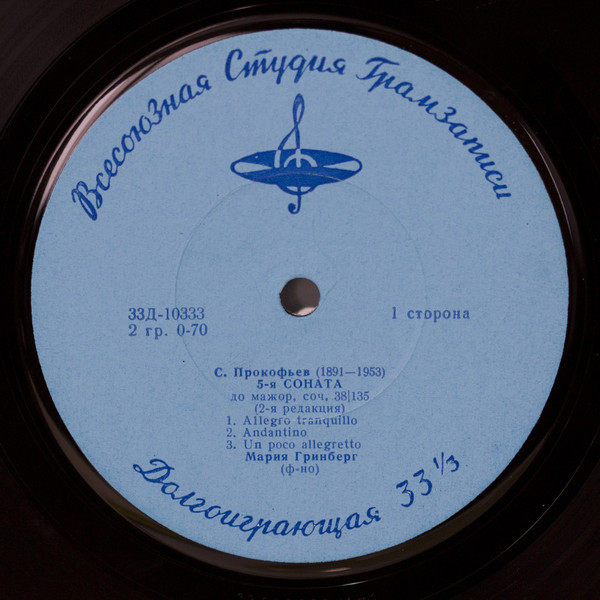 Всесоюзная Студия Грамзаписи
33Д-10333
2 гр. 0-70
1 сторона
С. Прокофьев (1891—1953)
5-я СОНАТА
до мажор, соч. 38|135
(2-я редакция)
1. Allegro tranquillo
2. Andantino
3. Un poco allegretto
Мария Гринберг
(ф-но)
Долгоиграющая 33 1/3